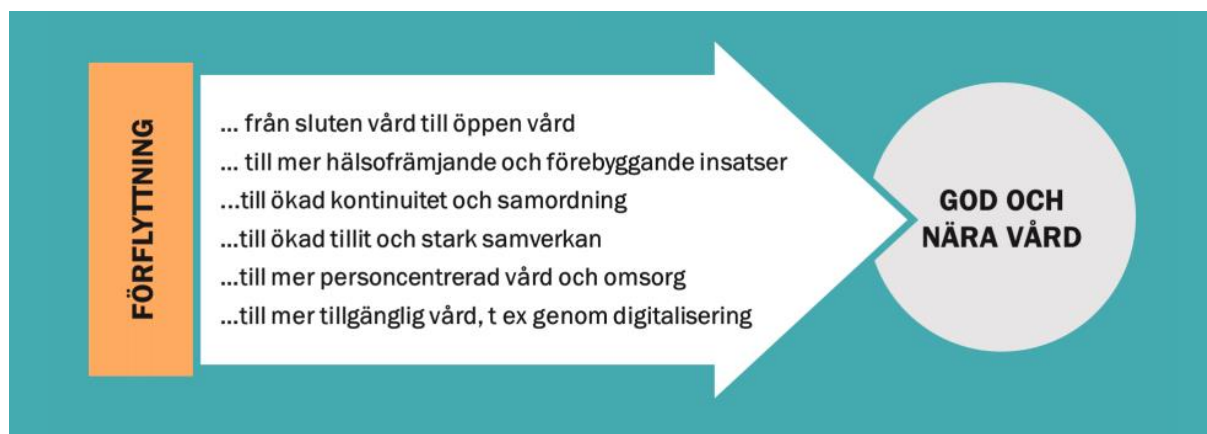 FÖRFLYTTNING
... från sluten vård till öppen vård
... till mer hälsofrämjande och förebyggande insatser
...till ökad kontinuitet och samordning
...till ökad tillit och stark samverkan
...till mer personcentrerad vård och omsorg
...till mer tillgänglig vård, t ex genom digitalisering
GOD OCH
NÄRA VÅRD